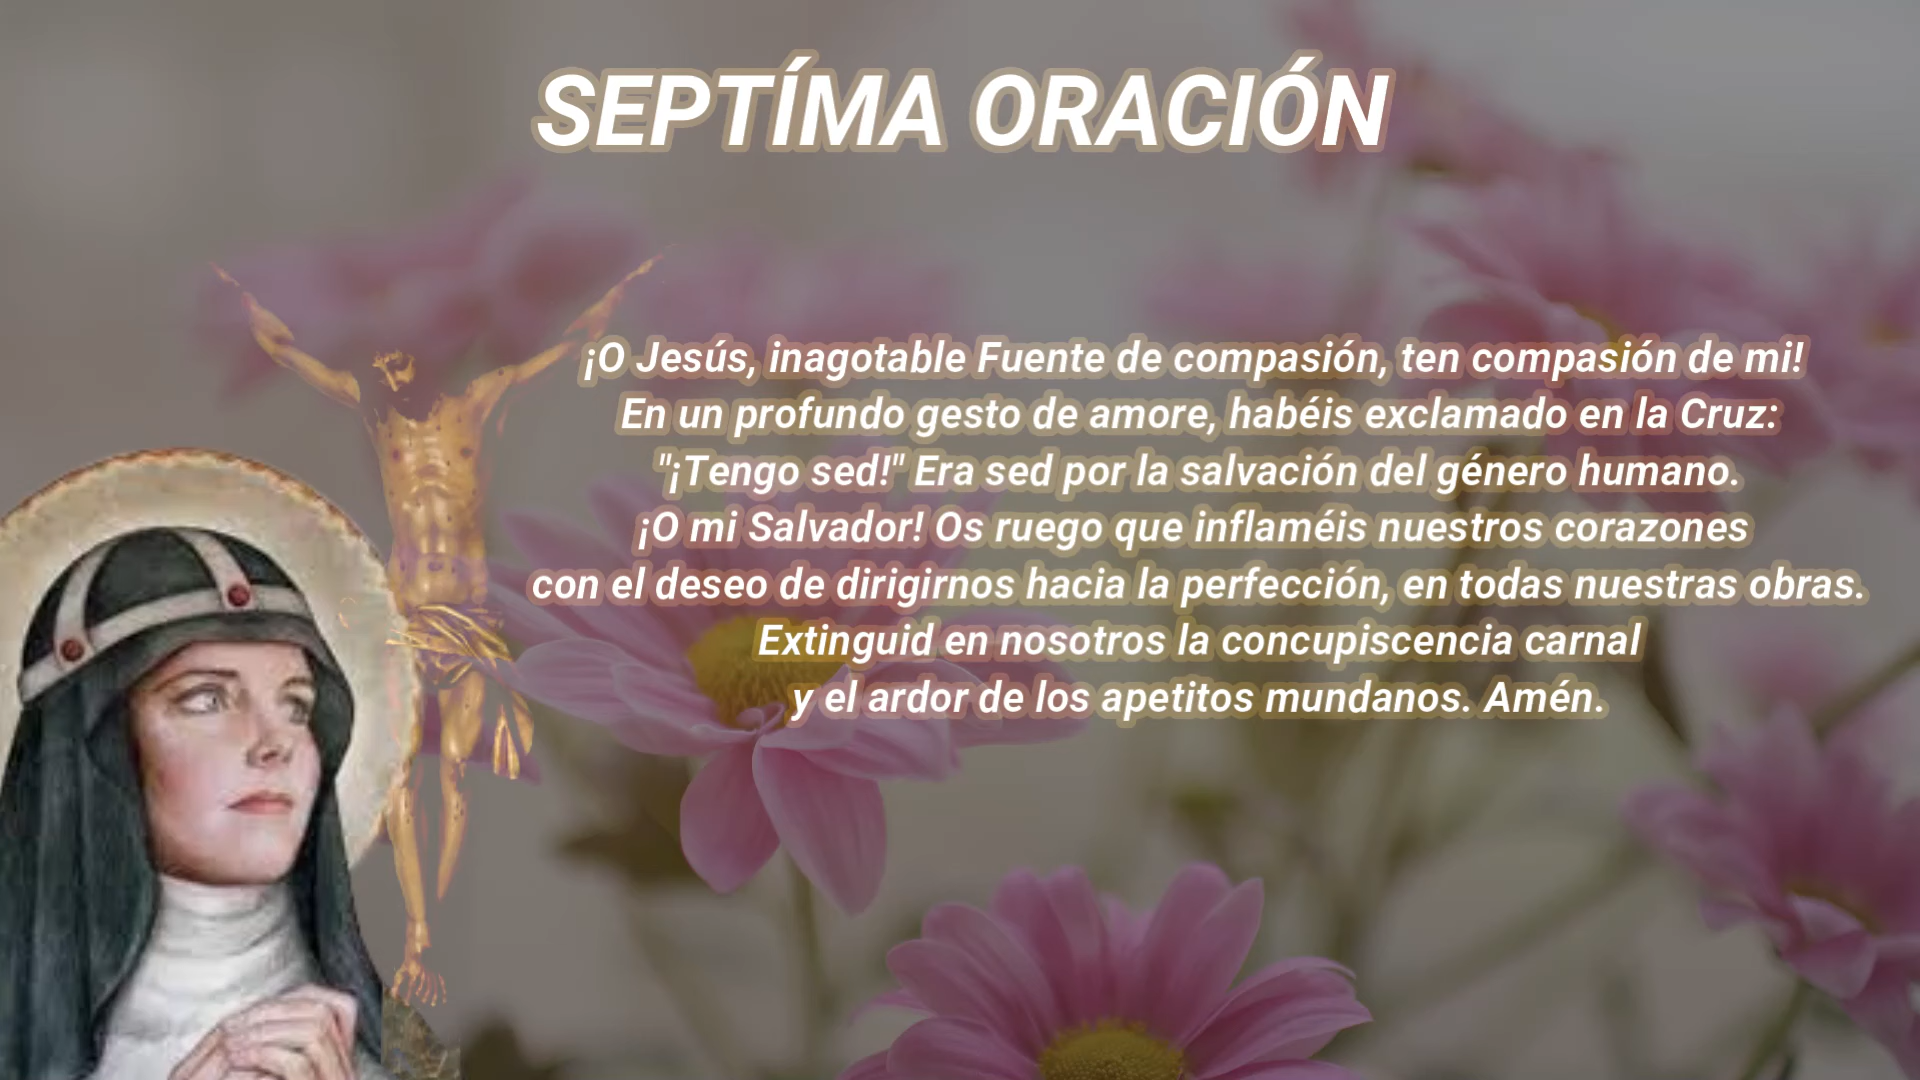 SEPTÍMA ORACIÓN
¡O Jesús, inagotable Fuente de compasión, ten compasión de mi!
En un profundo gesto de amore, habéis exclamado en la Cruz:
"¡Tengo sed!" Era sed por la salvación del género humano.
¡O mi Salvador! Os ruego que inflaméis nuestros corazones
con el deseo de dirigirnos hacia la perfección, en todas nuestras obras.
Extinguid en nosotros la concupiscencia carnal
y el ardor de los apetitos mundanos. Amén.